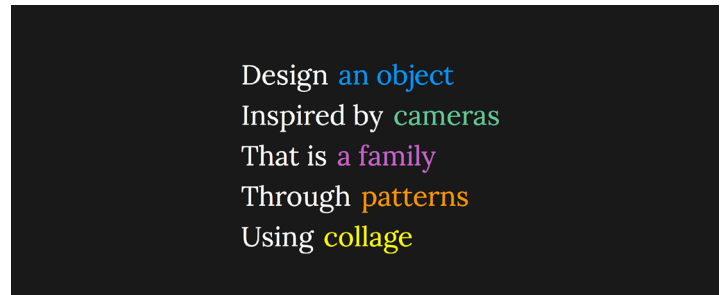 Design an object
Inspired by cameras
That is a family
Through patterns
Using collage